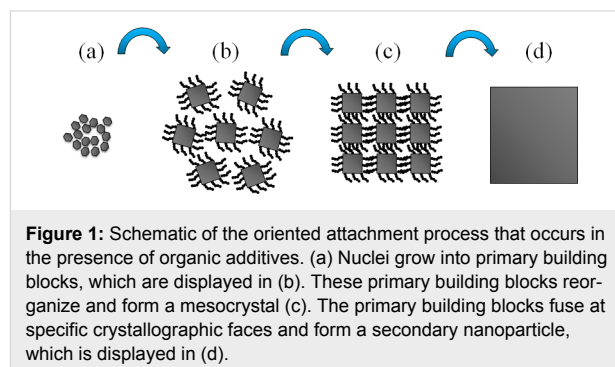 (a) (b) (c) (d)
Figure 1: Schematic of the oriented attachment process that occurs in
the presence of organic additives. (a) Nuclei grow into primary building
blocks, which are displayed in (b). These primary building blocks reor-
ganize and form a mesocrystal (c). The primary building blocks fuse at
specific crystallographic faces and form a secondary nanoparticle,
which is displayed in (d).